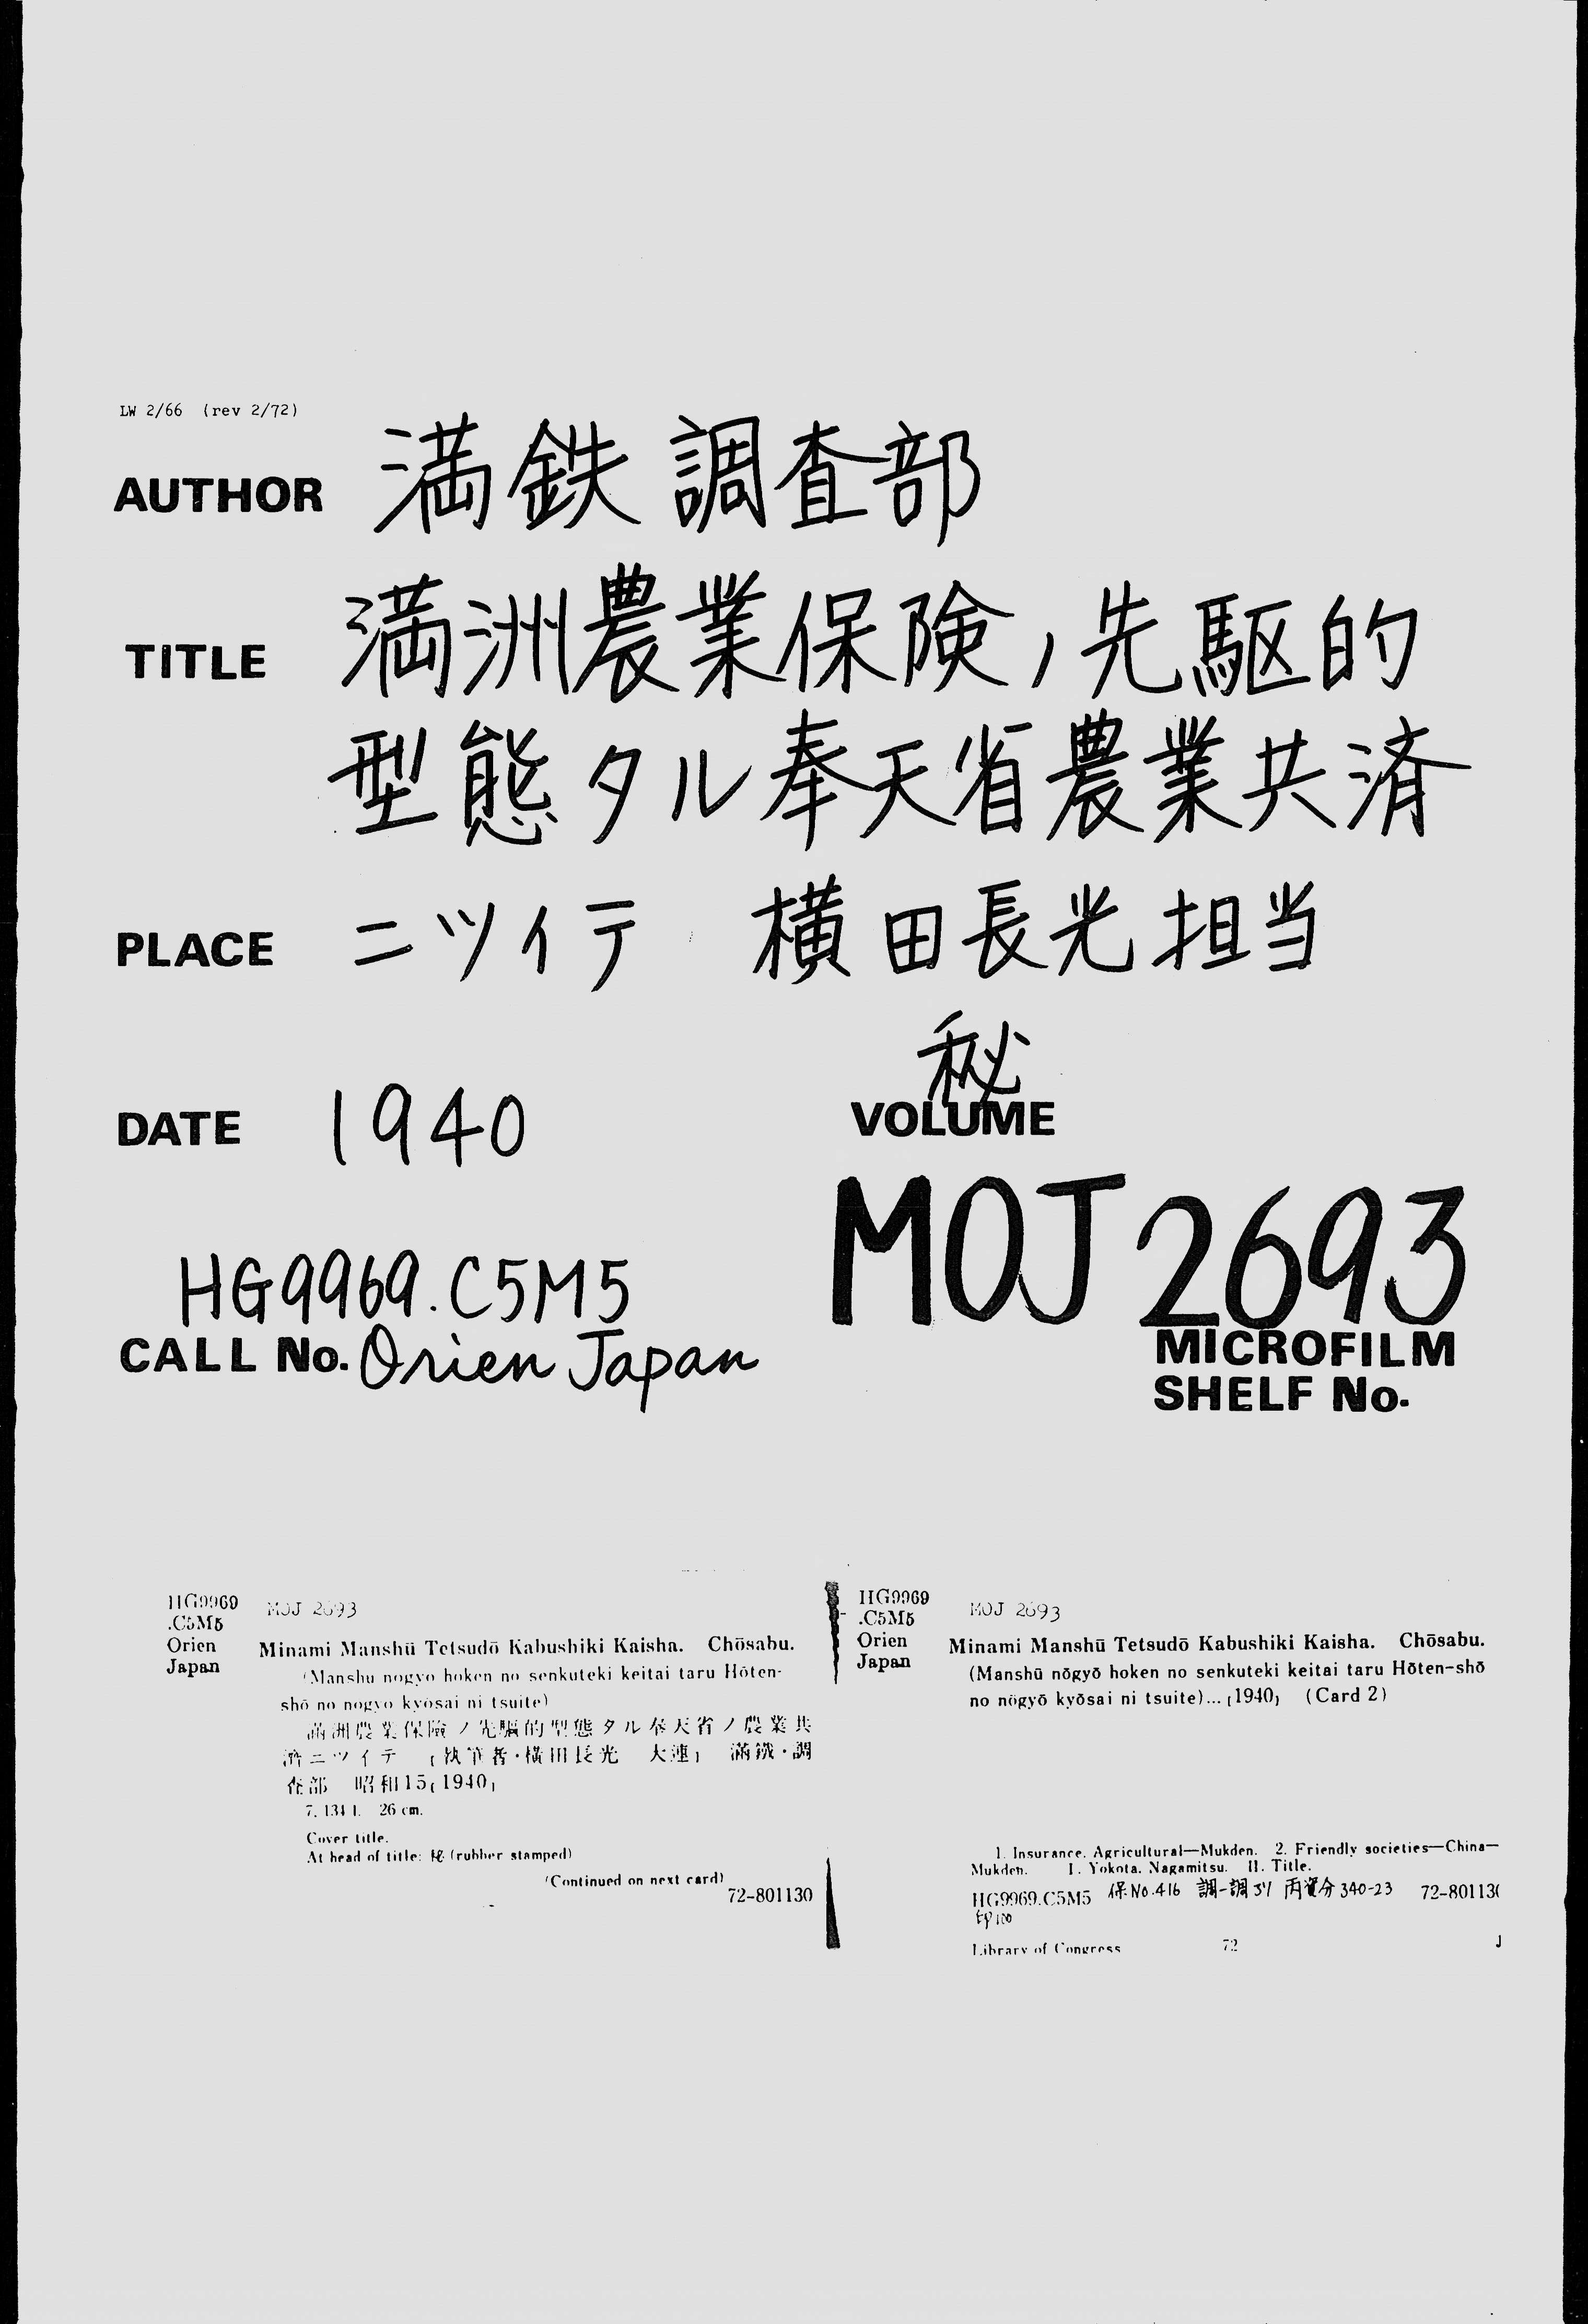 LW 2/66 (rev 2/72)
AUTHOR 満鉄調査部
TITLE 満洲農業保険ノ先駆的
型態タル奉天省農業共済
PLACE ニツイテ 横田長光担当
秘
DATE 1940 VOLUME
MOJ 2693
HG9969.C5M5
CALL No. Orien Japan
MICROFILM
SHELF No.
HG9969 MOJ 2693
.C5M5
Orien
Japan
Minami Manshū Tetsudō Kabushiki Kaisha. Chōsabu.
(Manshu nogyo hoken no senkuteki keitai taru Hōten-
shō no nogyo kyōsai ni tsuite)
滿洲農業保險ノ先驅的型態タル奉天省ノ農業共
濟ニツイテ [執筆者・横田長光 大連] 滿鐵・調
査部 昭和15[1940]
7, 134 l. 26 cm.
Cover title.
At head of title: 秘 (rubber stamped)
(Continued on next card)
72-801130
HG9969 MOJ 2693
.C5M5
Orien
Japan
Minami Manshū Tetsudō Kabushiki Kaisha. Chōsabu.
(Manshū nōgyō hoken no senkuteki keitai taru Hōten-shō
no nōgyō kyōsai ni tsuite)... [1940] (Card 2)
1. Insurance, Agricultural—Mukden. 2. Friendly societies—China—
Mukden. I. Yokota, Nagamitsu. II. Title.
HG9969.C5M5 保No.416 調-調 丙資分340-23 72-80113
印100
Library of Congress 72 J